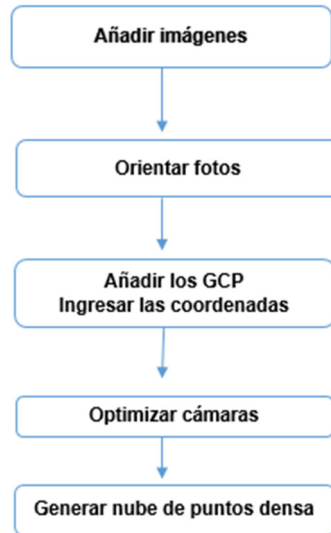 Añadir imágenes
Orientar fotos
Añadir los GCP
Ingresar las coordenadas
Optimizar cámaras
Generar nube de puntos densa